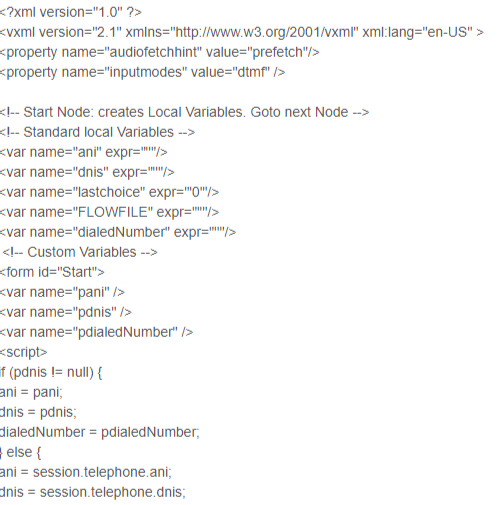 <?xml version="1.0" ?>
<vxml version="2.1" xmlns="http://www.w3.org/2001/vxml" xml:lang="en-US" >
<property name="audiofetchhint" value="prefetch"/>
<property name="inputmodes" value="dtmf" />
<!-- Start Node: creates Local Variables. Goto next Node -->
<!-- Standard local Variables -->
<var name="ani" expr="''"/>
<var name="dnis" expr="''"/>
<var name="lastchoice" expr="'0'"/>
<var name="FLOWFILE" expr="''"/>
<var name="dialedNumber" expr="''"/>
<!-- Custom Variables -->
<form id="Start">
<var name="pani" />
<var name="pdnis" />
<var name="pdialedNumber" />
<script>
if (pdnis != null) {
ani = pani;
dnis = pdnis;
dialedNumber = pdialedNumber;
} else {
ani = session.telephone.ani;
dnis = session.telephone.dnis;